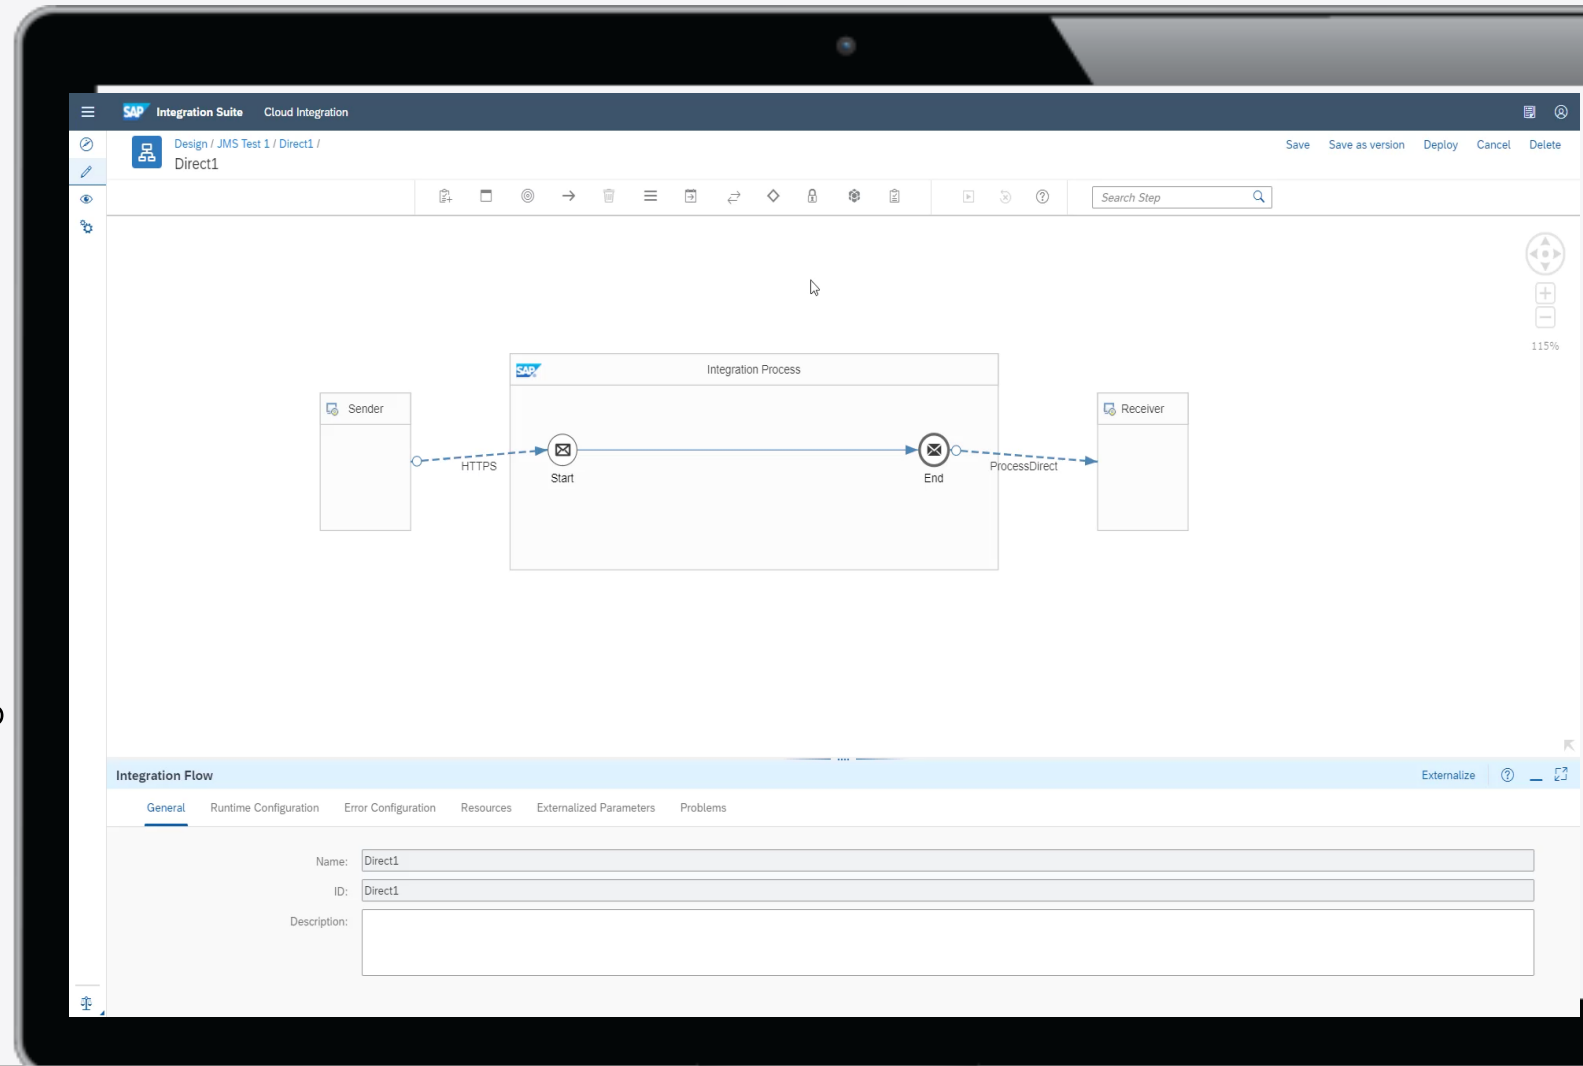 SAP Integration Suite Cloud Integration
Design / JMS Test 1 / Direct1 /
Direct1
Save Save as version Deploy Cancel Delete
Search Step
115%
SAP Integration Process
Sender
Receiver
HTTPS
ProcessDirect
Start
End
Integration Flow
Externalize
General Runtime Configuration Error Configuration Resources Externalized Parameters Problems
Name: Direct1
ID: Direct1
Description: